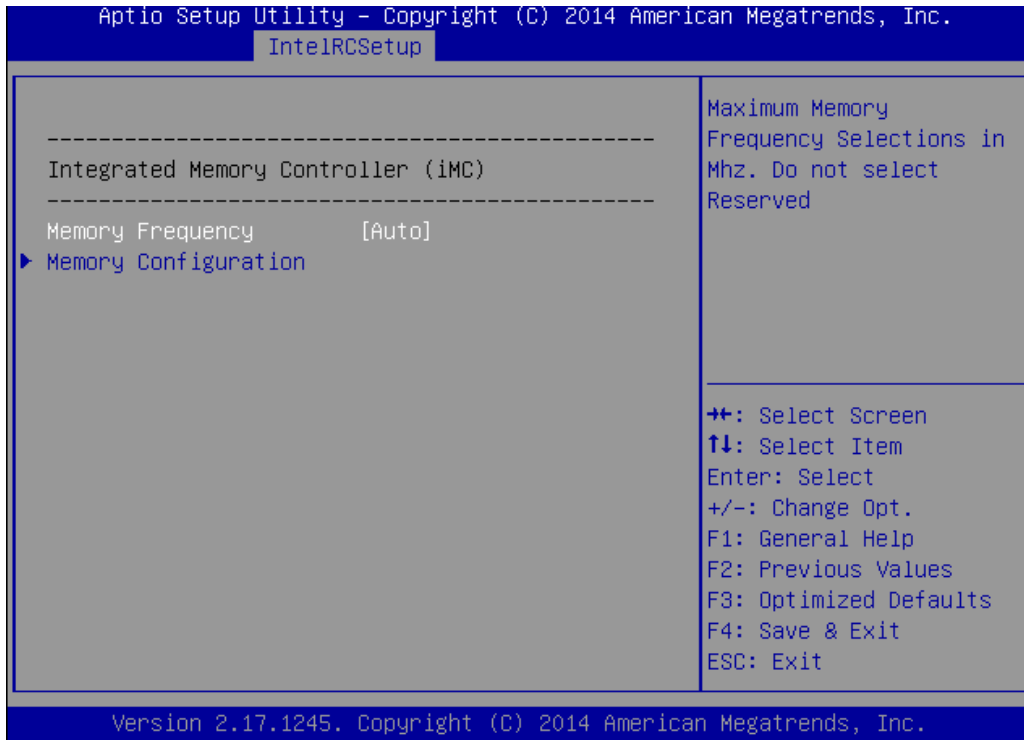 Aptio Setup Utility – Copyright (C) 2014 American Megatrends, Inc.
IntelRCSetup
-----------------------------------------------
Integrated Memory Controller (iMC)
-----------------------------------------------
Memory Frequency [Auto]
Memory Configuration
Maximum Memory
Frequency Selections in
Mhz. Do not select
Reserved
→←: Select Screen
↑↓: Select Item
Enter: Select
+/-: Change Opt.
F1: General Help
F2: Previous Values
F3: Optimized Defaults
F4: Save & Exit
ESC: Exit
Version 2.17.1245. Copyright (C) 2014 American Megatrends, Inc.